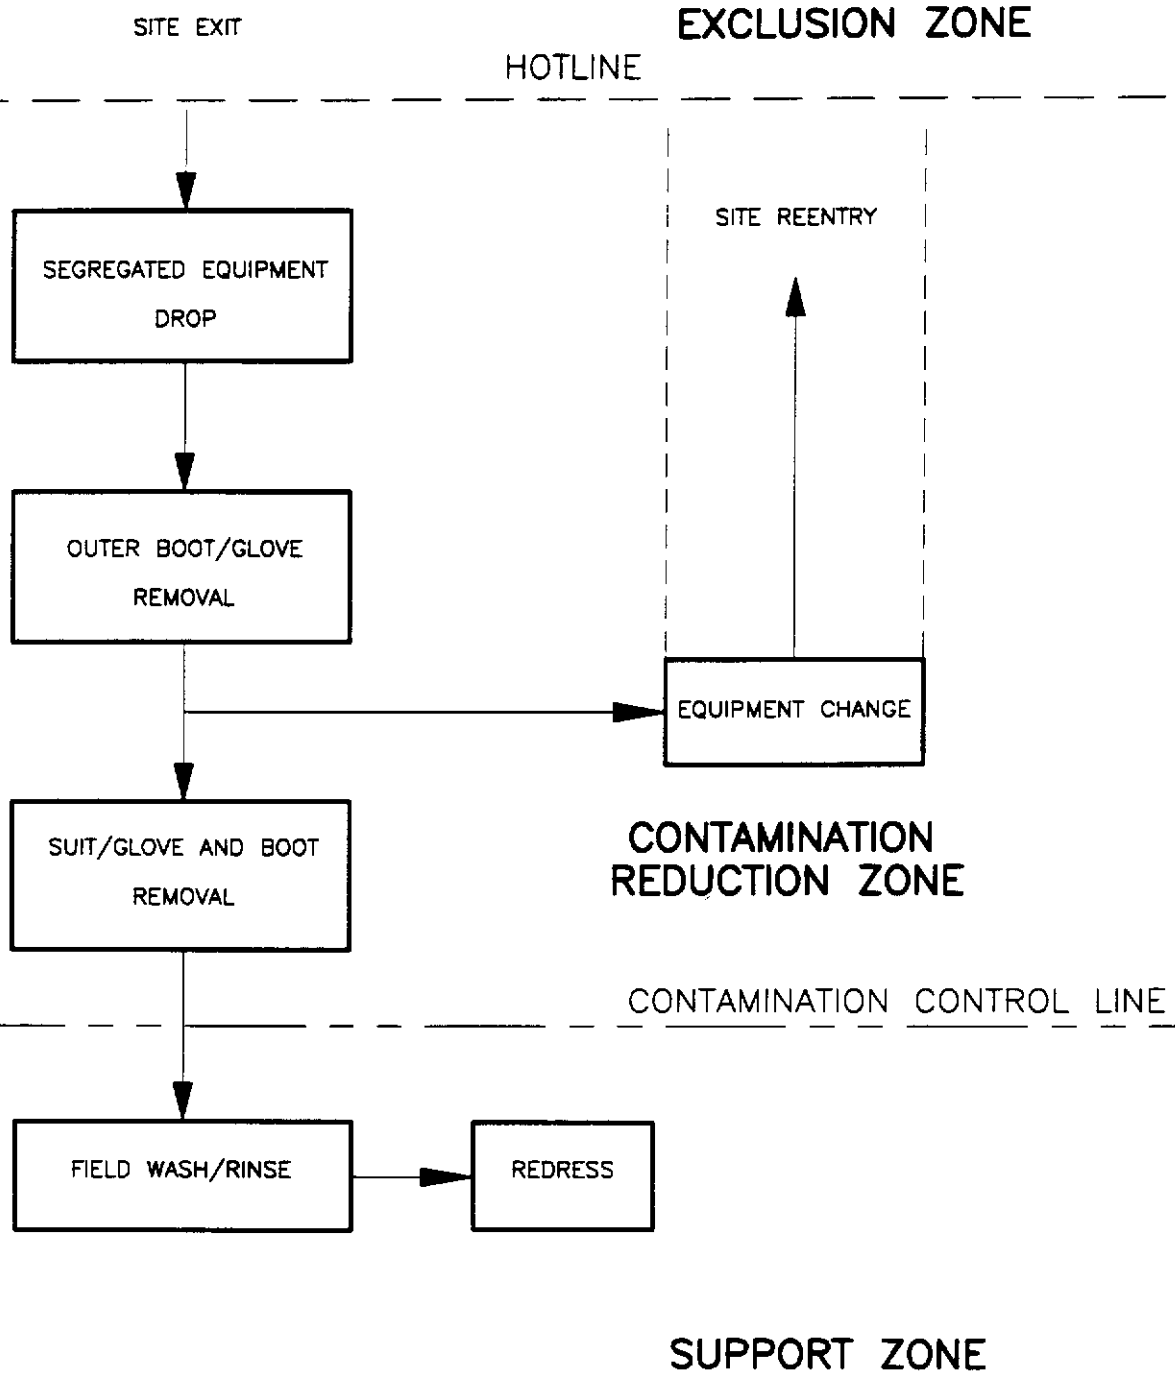 SITE EXIT
EXCLUSION ZONE
HOTLINE
SEGREGATED EQUIPMENT
DROP
SITE REENTRY
OUTER BOOT/GLOVE
REMOVAL
EQUIPMENT CHANGE
SUIT/GLOVE AND BOOT
REMOVAL
CONTAMINATION
REDUCTION ZONE
CONTAMINATION CONTROL LINE
FIELD WASH/RINSE
REDRESS
SUPPORT ZONE